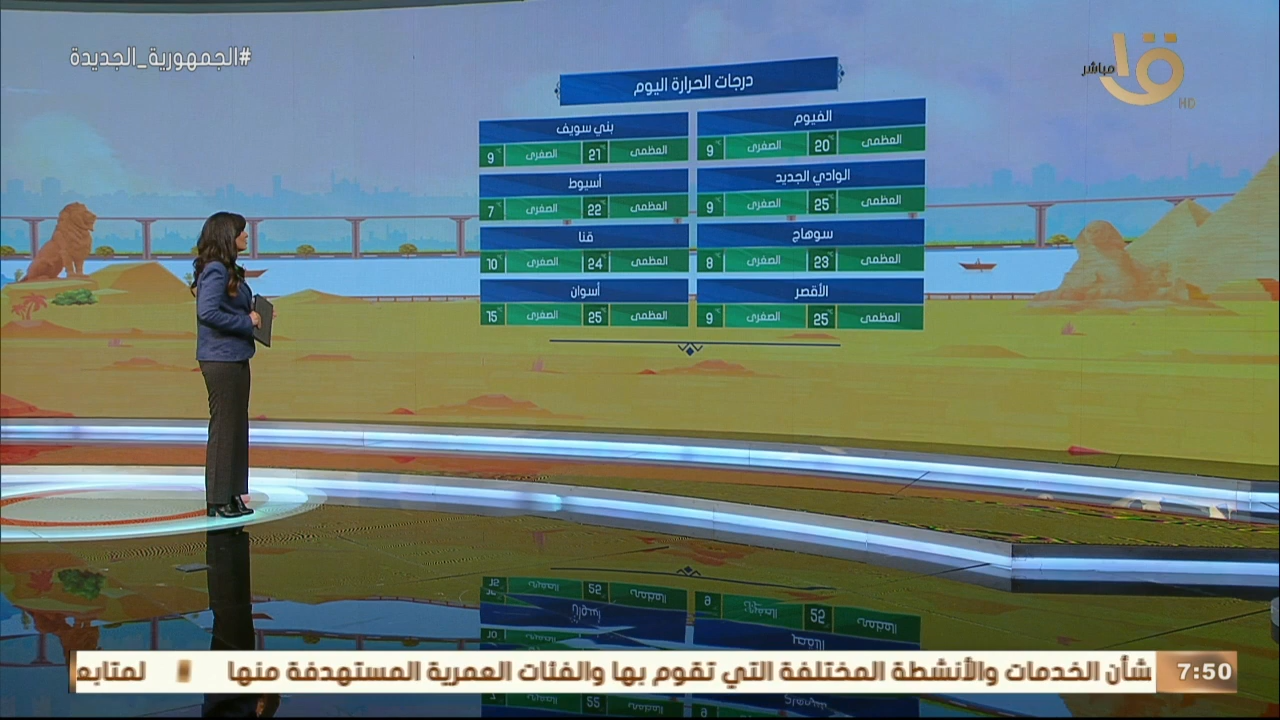 #الجمهورية_الجديدة
مباشر
HD
درجات الحرارة اليوم
الفيوم
العظمى 20 °c الصغرى 9 °c
بني سويف
العظمى 21 °c الصغرى 9 °c
الوادي الجديد
العظمى 25 °c الصغرى 9 °c
أسيوط
العظمى 22 °c الصغرى 7 °c
سوهاج
العظمى 23 °c الصغرى 8 °c
قنا
العظمى 24 °c الصغرى 10 °c
الأقصر
العظمى 25 °c الصغرى 9 °c
أسوان
العظمى 25 °c الصغرى 15 °c
7:50 شأن الخدمات والأنشطة المختلفة التي تقوم بها والفئات العمرية المستهدفة منها لمتابع